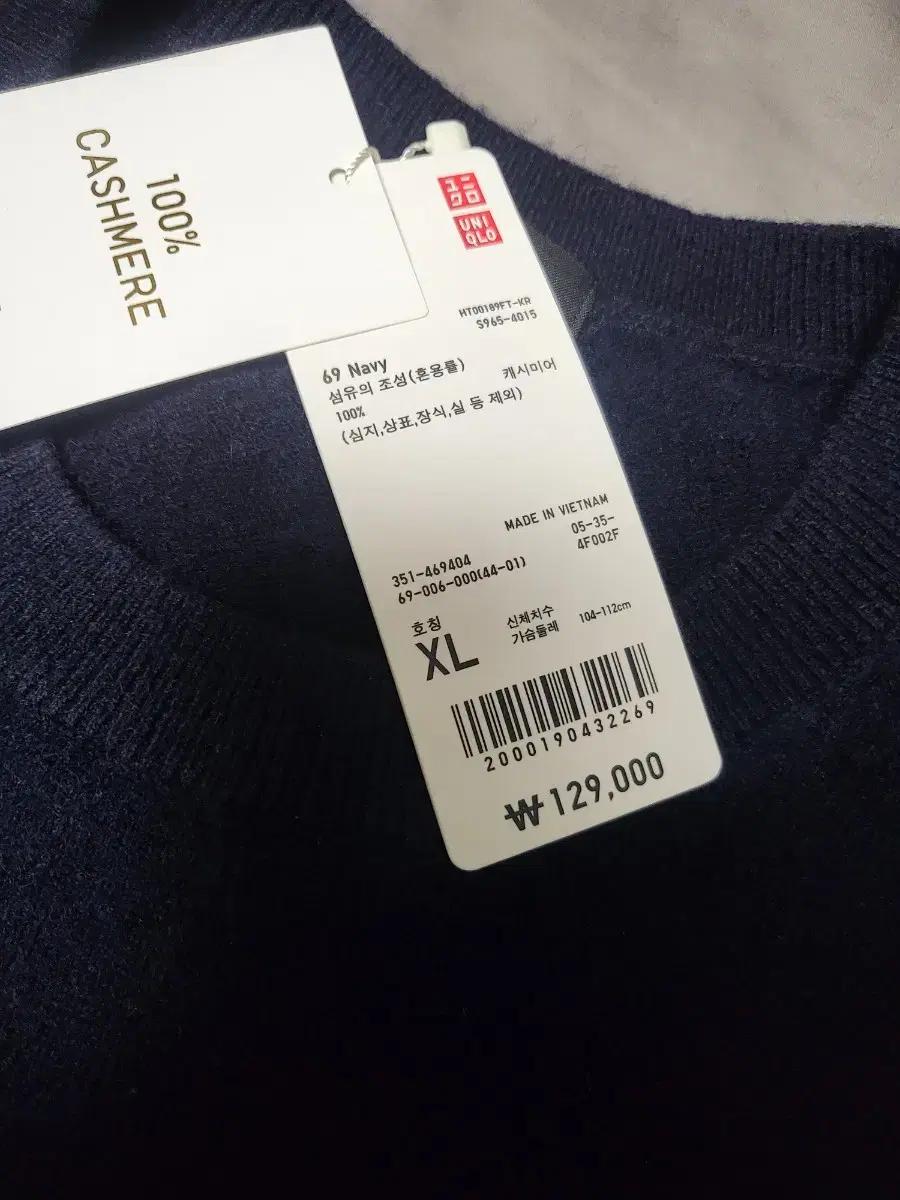 100%
CASHMERE
ユニ
クロ
UNI
QLO
HT00189FT-KR
S965-4015
69 Navy
섬유의 조성(혼용률) 캐시미어
100%
(심지,상표,장식,실 등 제외)
MADE IN VIETNAM
05-35-
4F002F
351-469404
69-006-000(44-01)
호칭
XL
신체치수
가슴둘레 104-112cm
2000190432269
₩129,000